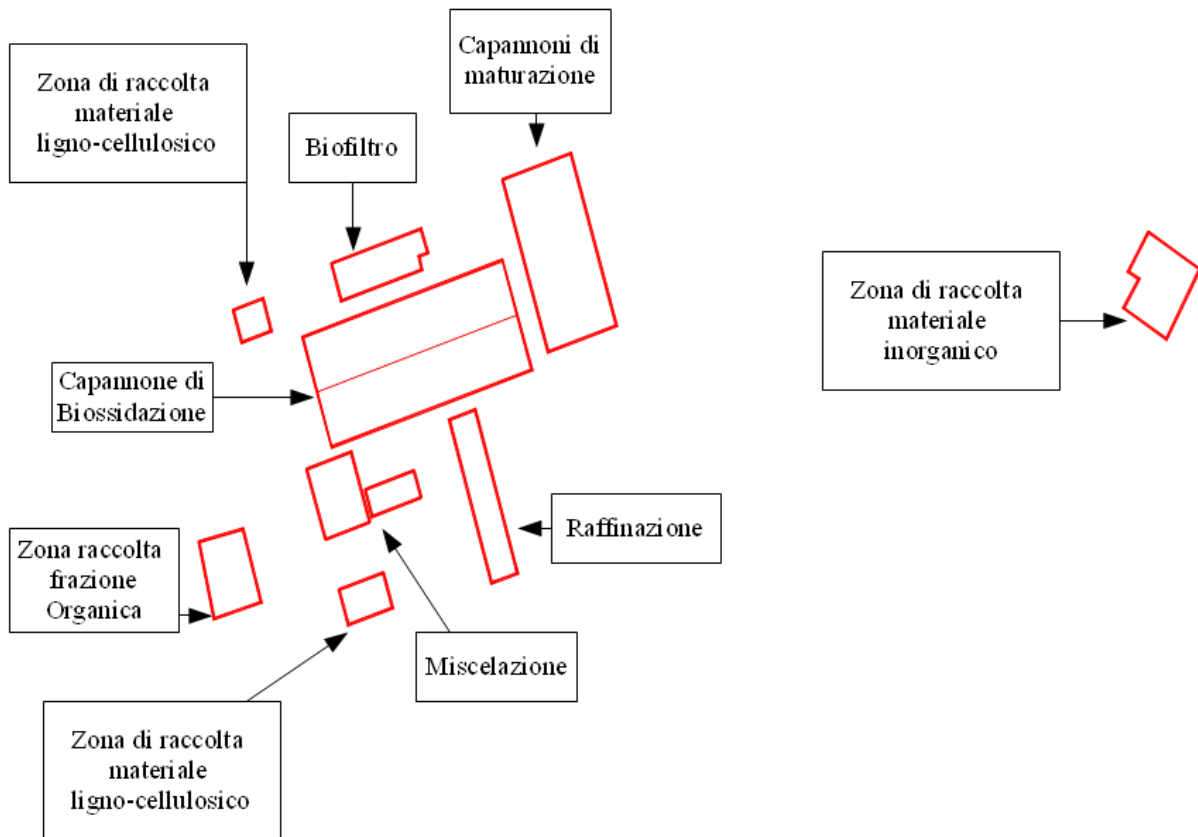 Capannoni di
maturazione
Zona di raccolta
materiale
ligno-cellulosico
Biofiltro
Zona di raccolta
materiale
inorganico
Capannone di
Biossidazione
Raffinazione
Zona raccolta
frazione
Organica
Miscelazione
Zona di raccolta
materiale
ligno-cellulosico